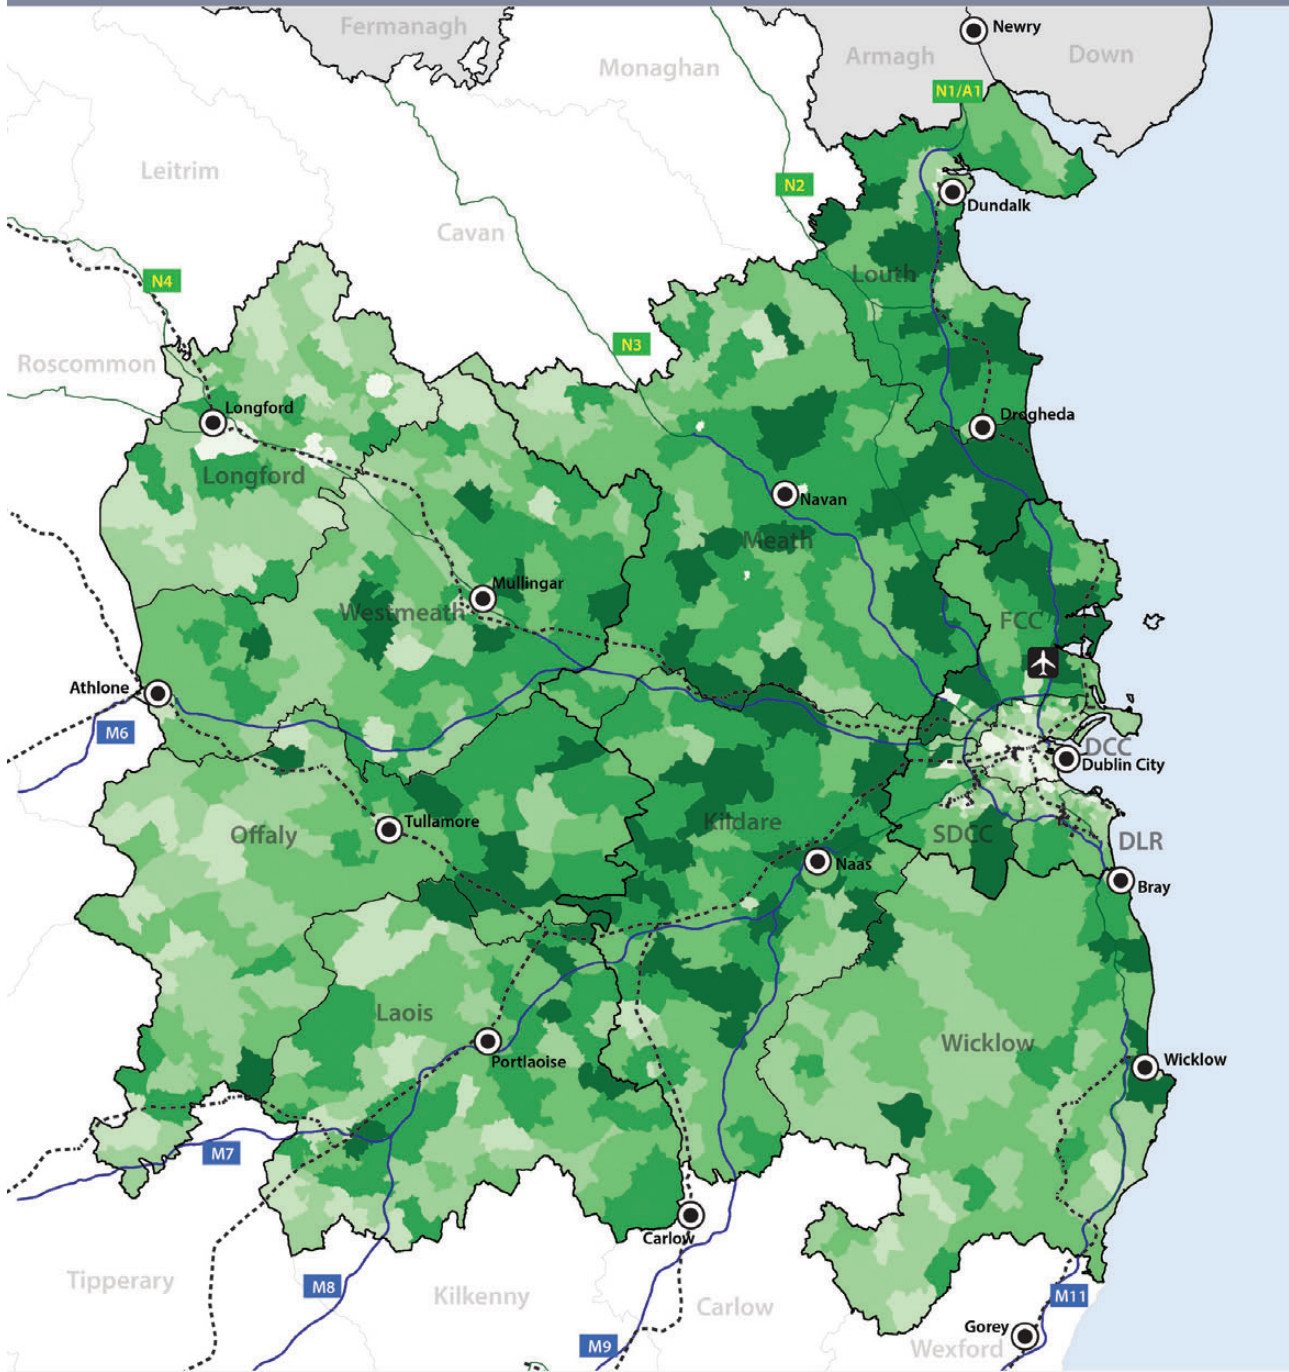 Fermanagh
Newry
Armagh
Down
Monaghan
N1/A1
Leitrim
N2
Dundalk
Cavan
Louth
N4
N3
Roscommon
Longford
Drogheda
Longford
Navan
Meath
Mullingar
Westmeath
FCC
Athlone
M6
DCC
Dublin City
Tullamore
Kildare
Offaly
SDCC
DLR
Naas
Bray
Laois
Wicklow
Portlaoise
Wicklow
M7
Carlow
Tipperary
M8
Kilkenny
Carlow
M11
Gorey
M9
Wexford